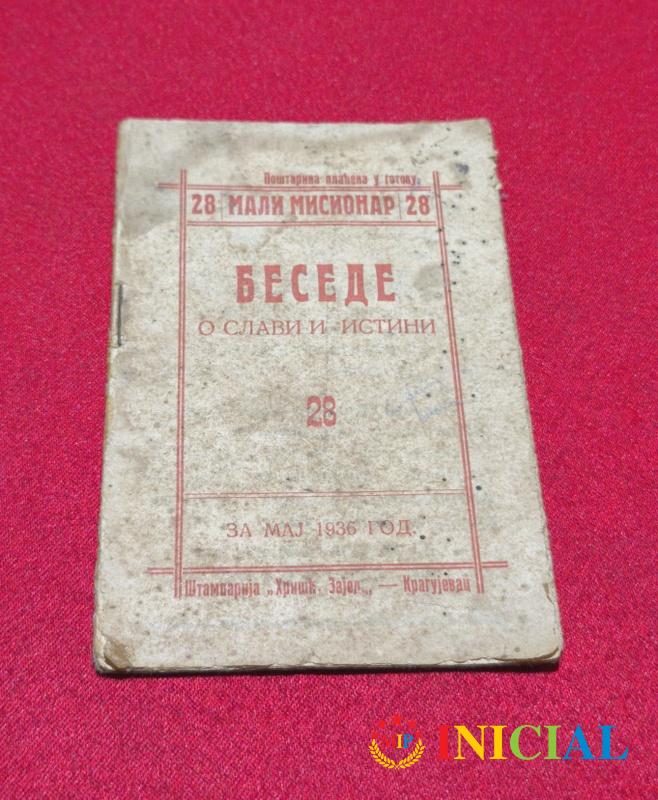 Поштарина плаћена у готову.
28 МАЛИ МИСИОНАР 28
БЕСЕДЕ
О СЛАВИ И ИСТИНИ
28
ЗА МАЈ 1936 ГОД.
Штампарија „Хришћ. Зајед.„, — Крагујевац
INICIAL